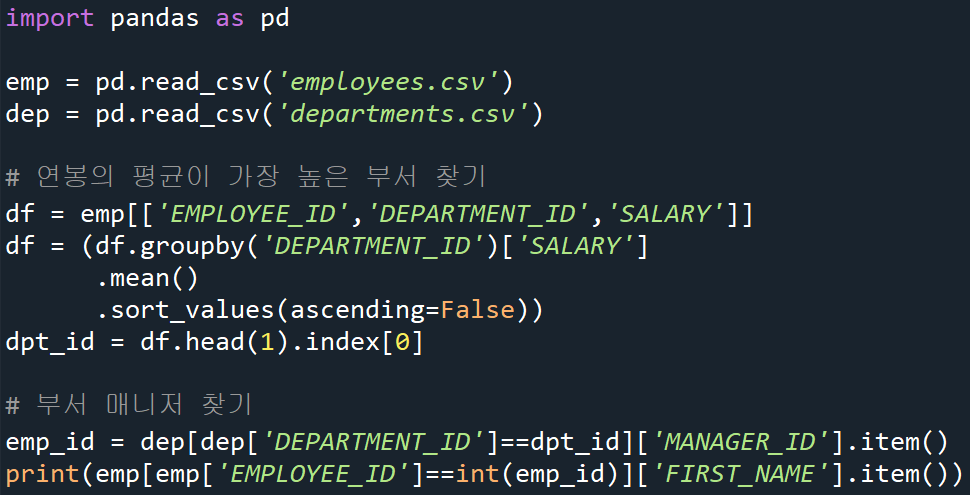 import pandas as pd
emp = pd.read_csv('employees.csv')
dep = pd.read_csv('departments.csv')
# 연봉의 평균이 가장 높은 부서 찾기
df = emp[['EMPLOYEE_ID','DEPARTMENT_ID','SALARY']]
df = (df.groupby('DEPARTMENT_ID')['SALARY']
      .mean()
      .sort_values(ascending=False))
dpt_id = df.head(1).index[0]
# 부서 매니저 찾기
emp_id = dep[dep['DEPARTMENT_ID']==dpt_id]['MANAGER_ID'].item()
print(emp[emp['EMPLOYEE_ID']==int(emp_id)]['FIRST_NAME'].item())